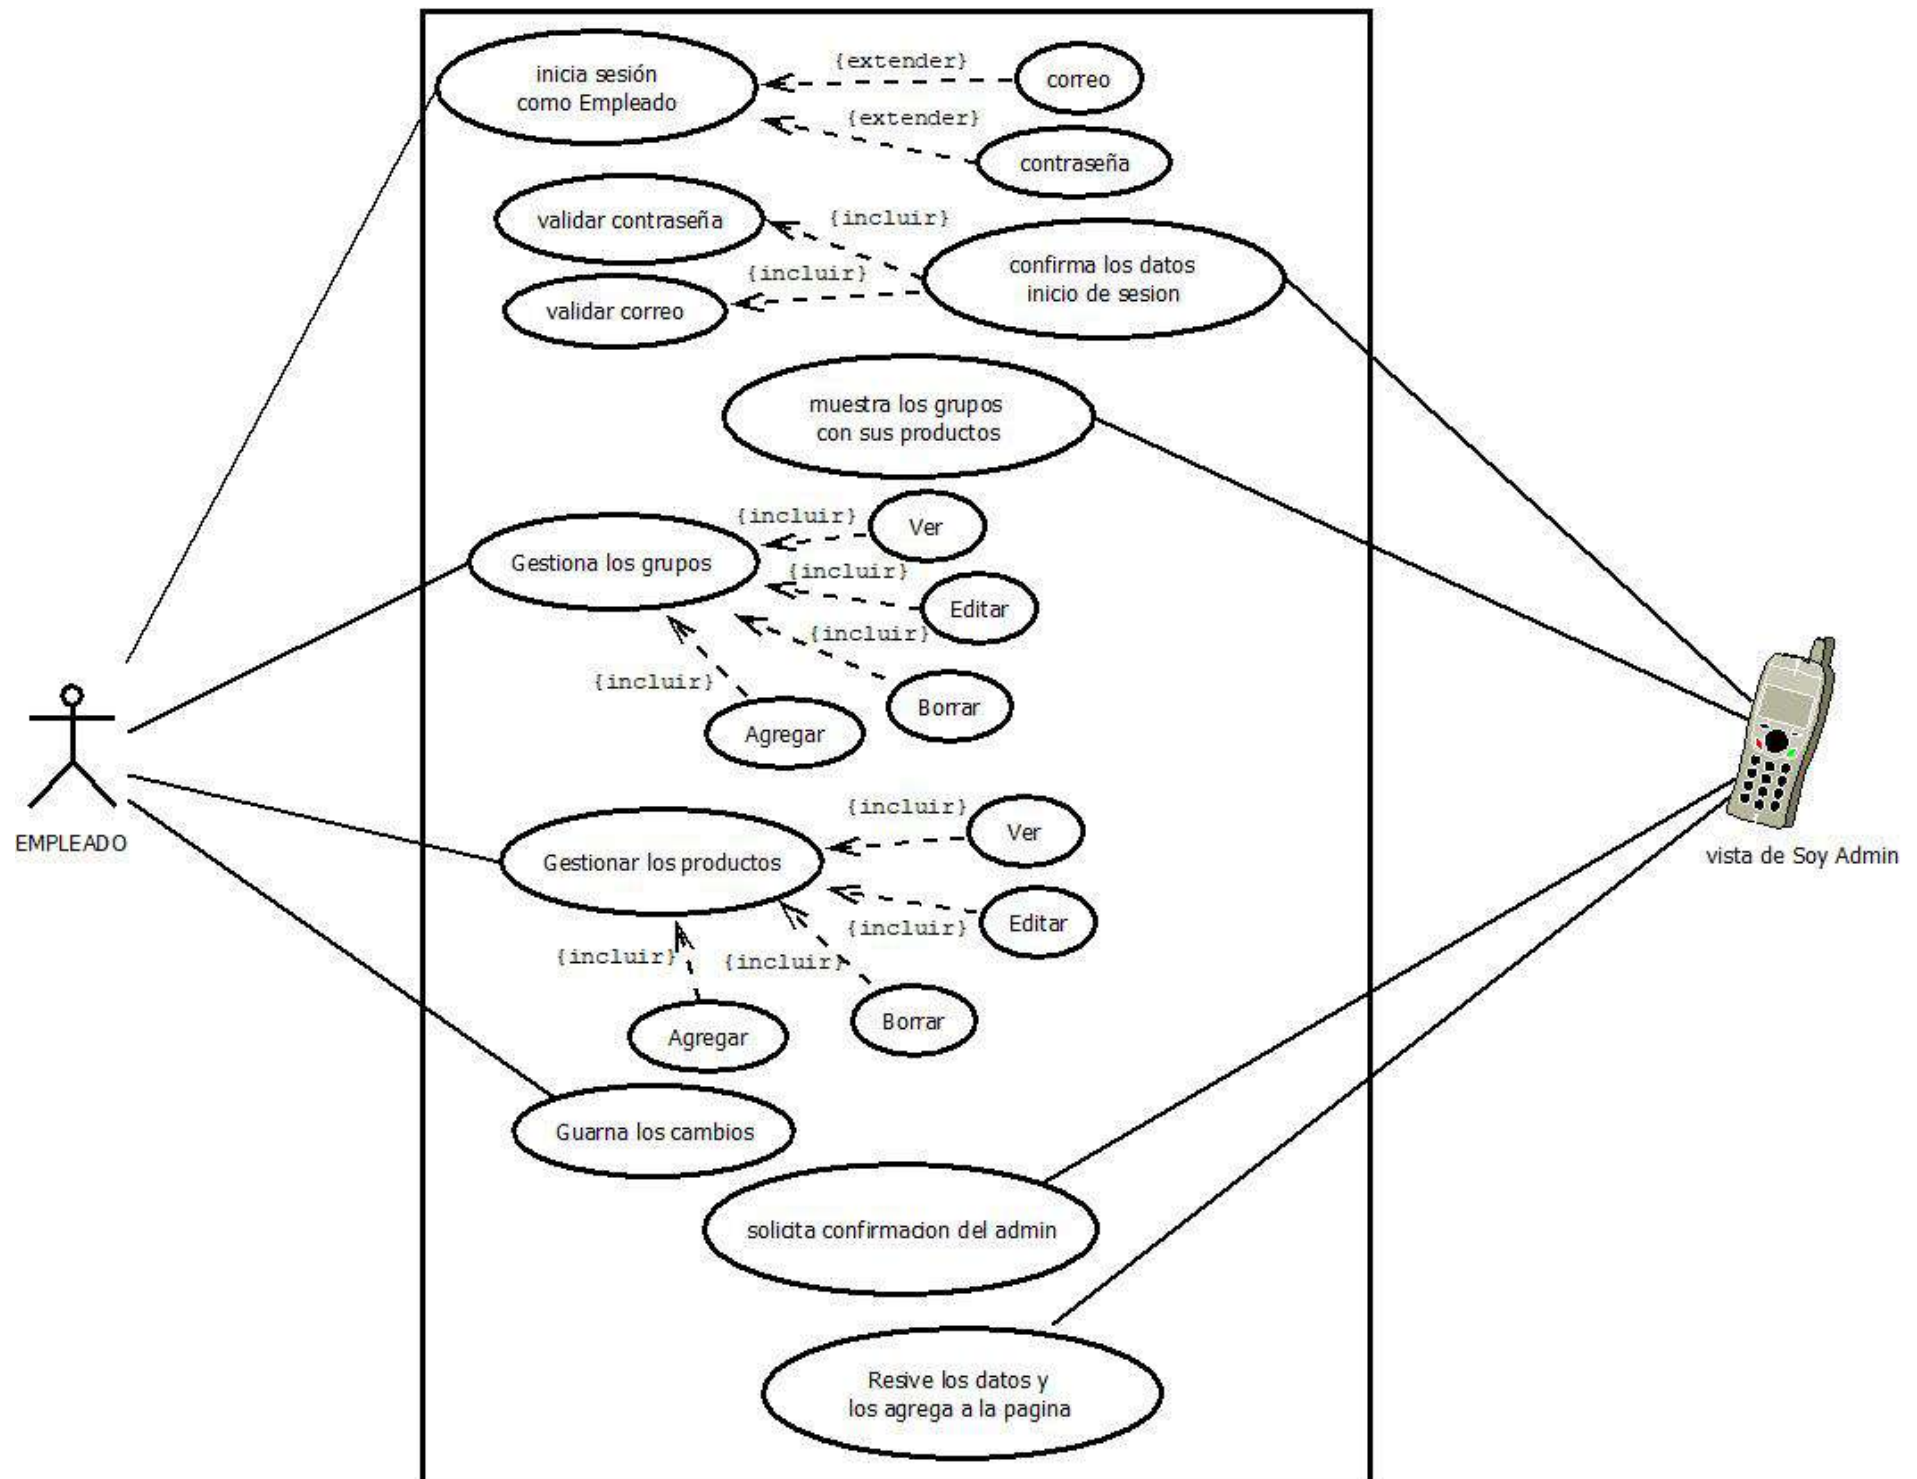 inicia sesión
como Empleado
{extender}
correo
{extender}
contraseña
validar contraseña
{incluir}
{incluir}
validar correo
confirma los datos
inicio de sesion
muestra los grupos
con sus productos
Gestiona los grupos
{incluir}
Ver
{incluir}
Editar
{incluir}
Borrar
{incluir}
Agregar
EMPLEADO
vista de Soy Admin
Gestionar los productos
{incluir}
Ver
{incluir}
Editar
{incluir}
Borrar
{incluir}
Agregar
Guarna los cambios
solicita confirmacion del admin
Resive los datos y
los agrega a la pagina